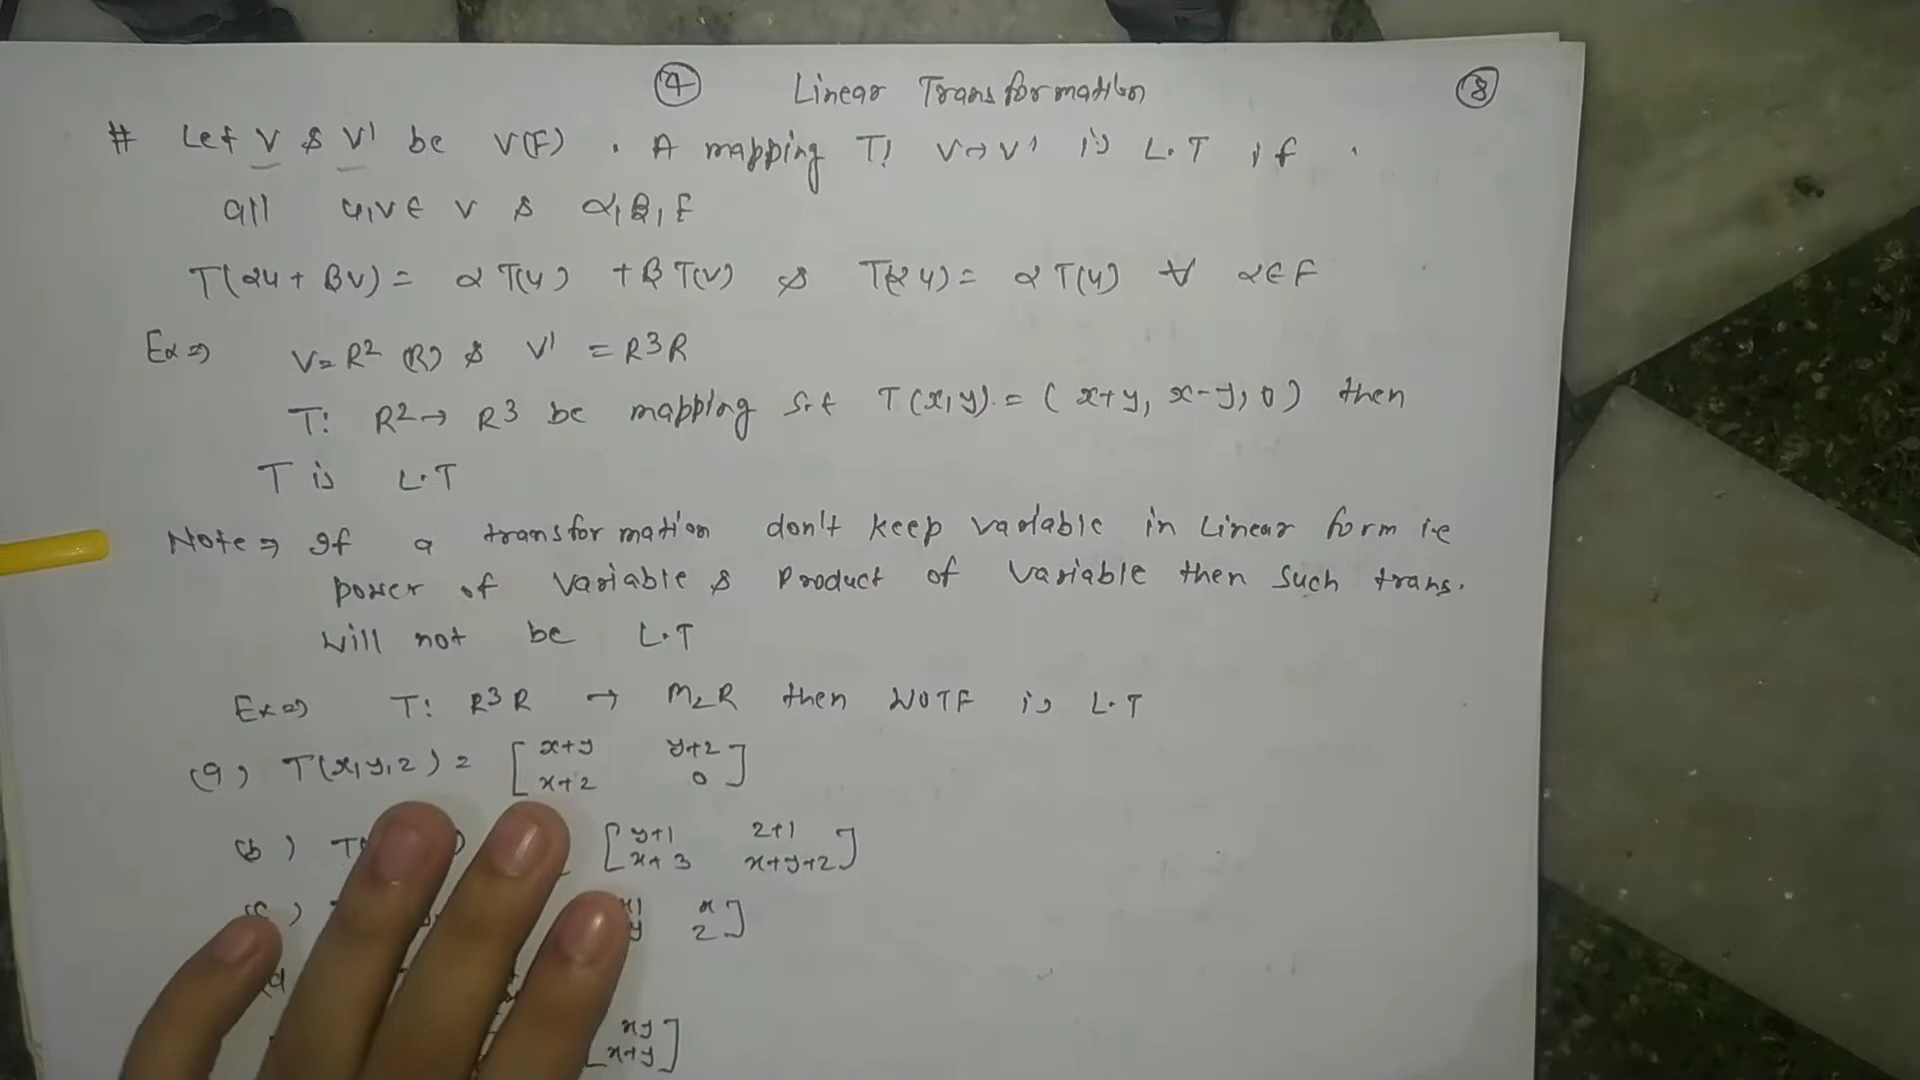 ④ Linear Transformation ⑧
# Let V & V' be V(F) . A mapping T: V→V' is L.T if
all u,v ∈ V & α, β, F
T(αu + βv) = α T(u) + β T(v) & T(αu) = α T(u) ∀ α∈F
Ex⇒ V= R² (R) & V' = R³R
T: R²→ R³ be mapping s.t T(x,y) = (x+y, x-y, 0) then
T is L.T
Note⇒ If a transformation don't keep variable in Linear form i.e
power of variable & Product of variable then such trans.
will not be L.T
Ex⇒ T: R³R → M₂R then WOTF is L.T
(a) T(x,y,z) = [x+y y+z
x+z 0]
(b) [y+1 z+1
x+3 x+y+z]
(c) x
y z]
xy
x+y]